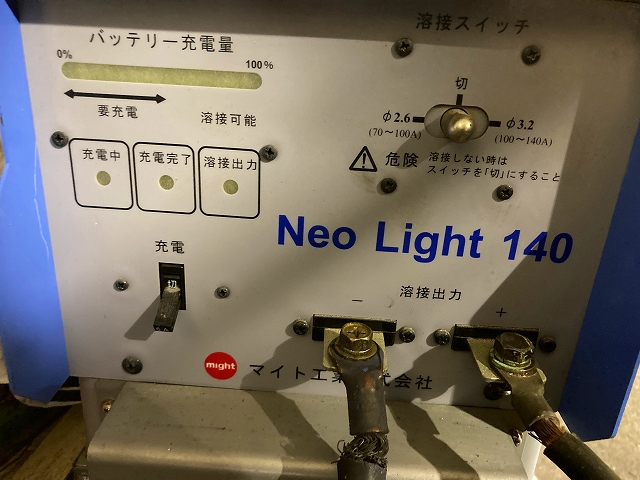 バッテリー充電量
0%
100%
要充電
溶接可能
充電中
充電完了
溶接出力
溶接スイッチ
切
φ2.6
(70～100A)
φ3.2
(100～140A)
危険
溶接しない時は
スイッチを「切」にすること
Neo Light 140
充電
切
溶接出力
－
＋
might
マイト工業
会社